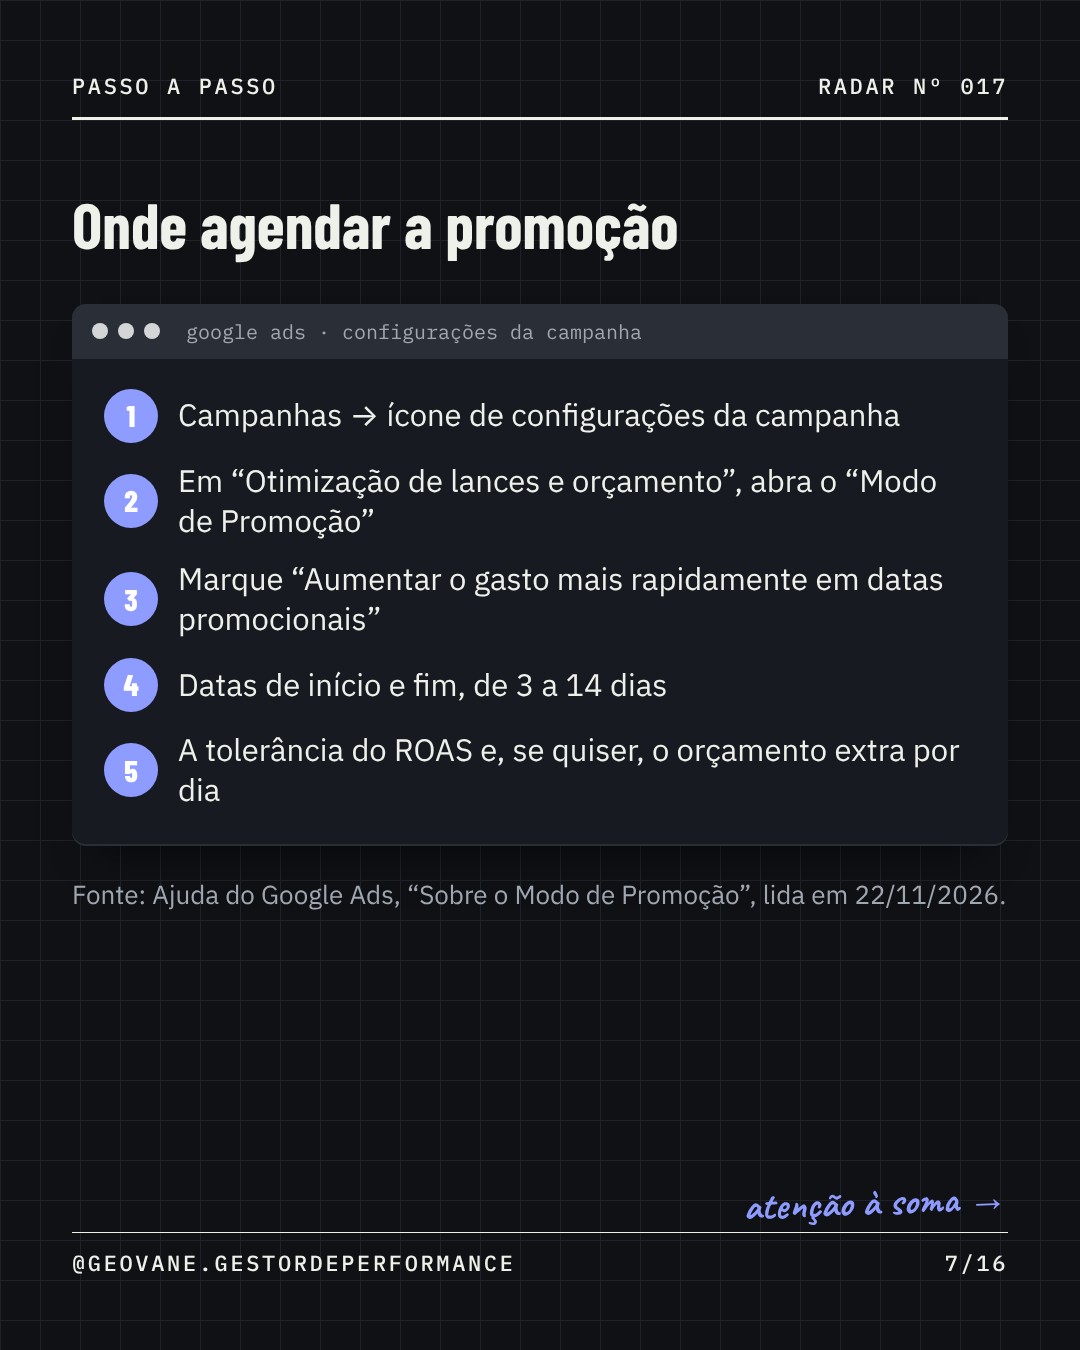 PASSO A PASSO
RADAR Nº 017
Onde agendar a promoção
google ads · configurações da campanha
1 Campanhas → ícone de configurações da campanha
2 Em “Otimização de lances e orçamento”, abra o “Modo
de Promoção”
3 Marque “Aumentar o gasto mais rapidamente em datas
promocionais”
4 Datas de início e fim, de 3 a 14 dias
5 A tolerância do ROAS e, se quiser, o orçamento extra por
dia
Fonte: Ajuda do Google Ads, “Sobre o Modo de Promoção”, lida em 22/11/2026.
atenção à soma →
@GEOVANE.GESTORDEPERFORMANCE
7/16